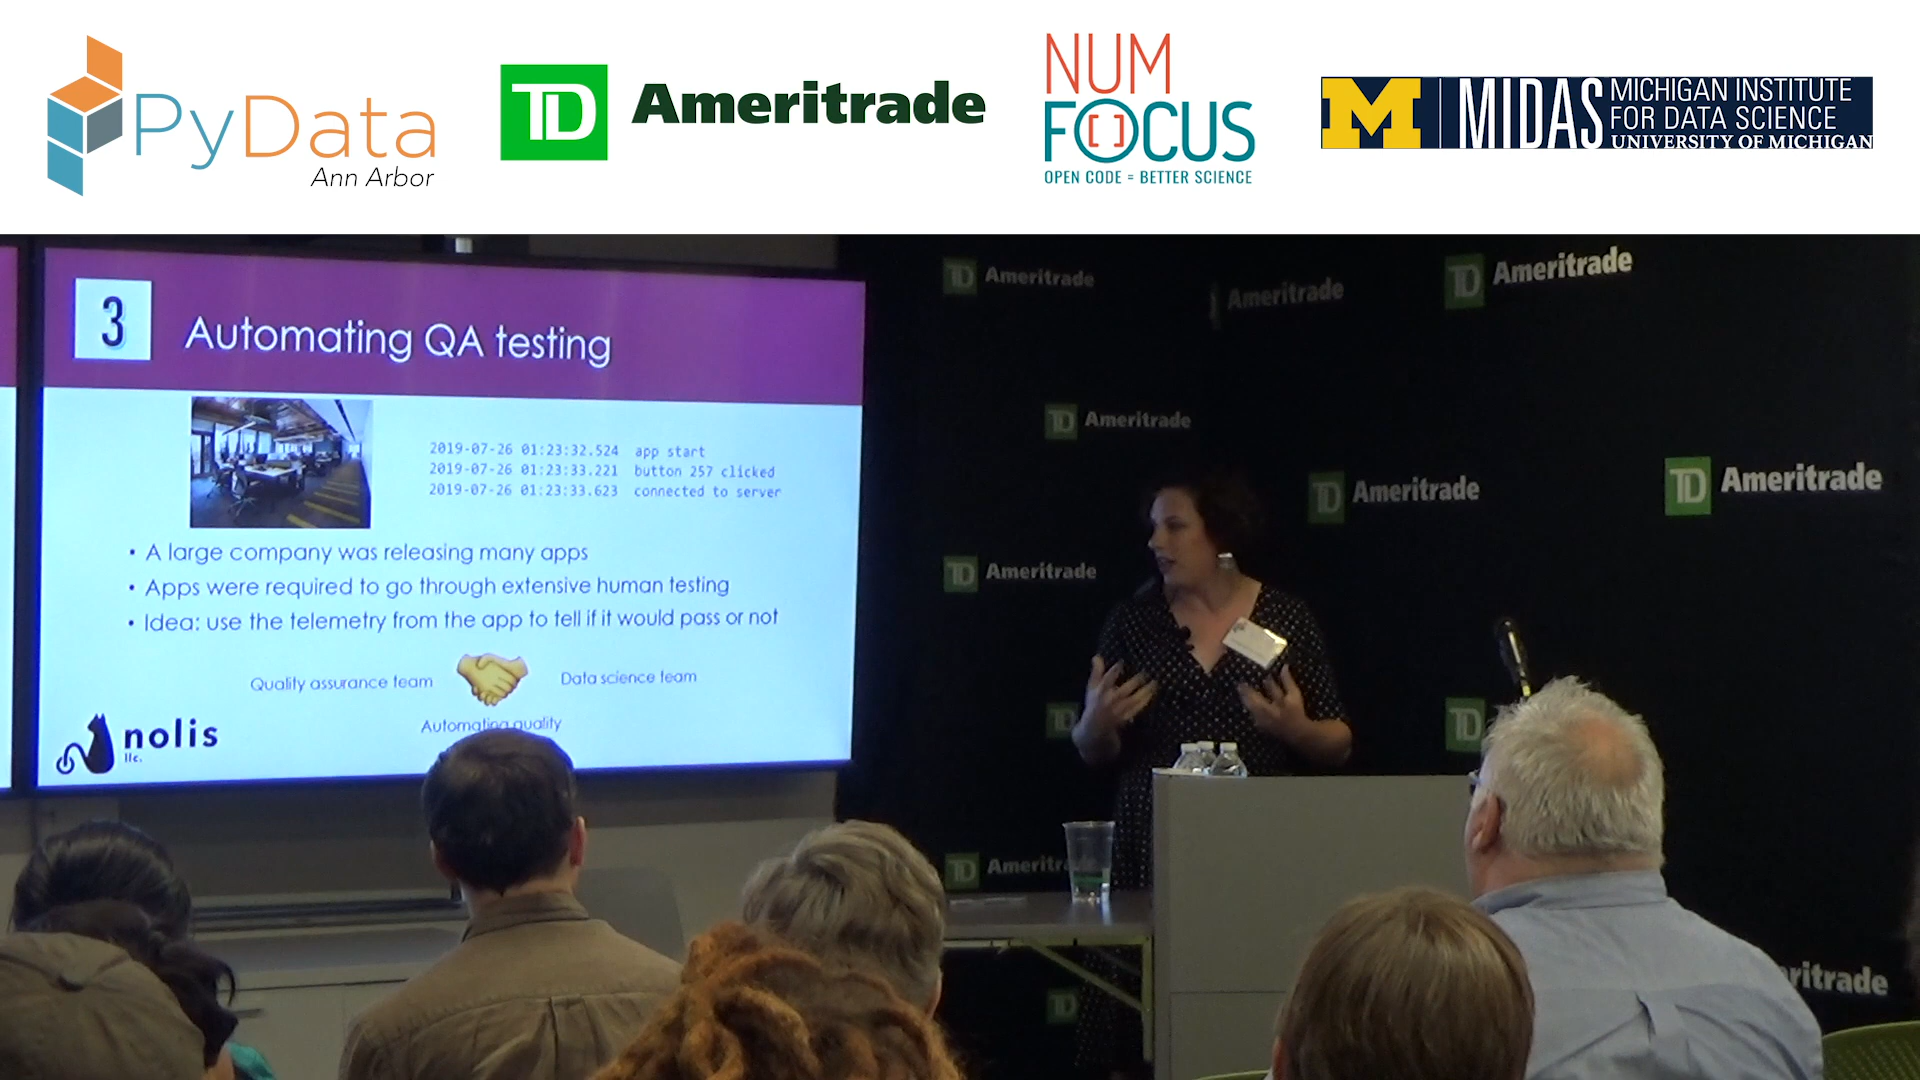 PyData
Ann Arbor
TD Ameritrade
NUM
FOCUS
OPEN CODE = BETTER SCIENCE
M MIDAS
MICHIGAN INSTITUTE
FOR DATA SCIENCE
UNIVERSITY OF MICHIGAN
3 Automating QA testing
2019-07-26 01:23:32.524 app start
2019-07-26 01:23:33.221 button 257 clicked
2019-07-26 01:23:33.623 connected to server
• A large company was releasing many apps
• Apps were required to go through extensive human testing
• Idea: use the telemetry from the app to tell if it would pass or not
Quality assurance team
Data science team
Automating quality
nolis
llc.
TD Ameritrade
Ameritrade
TD Ameritrade
TD Ameritrade
TD Ameritrade
TD Ameritrade
TD Ameritrade
TD
TD
TD Ameritra
eritrade
TD